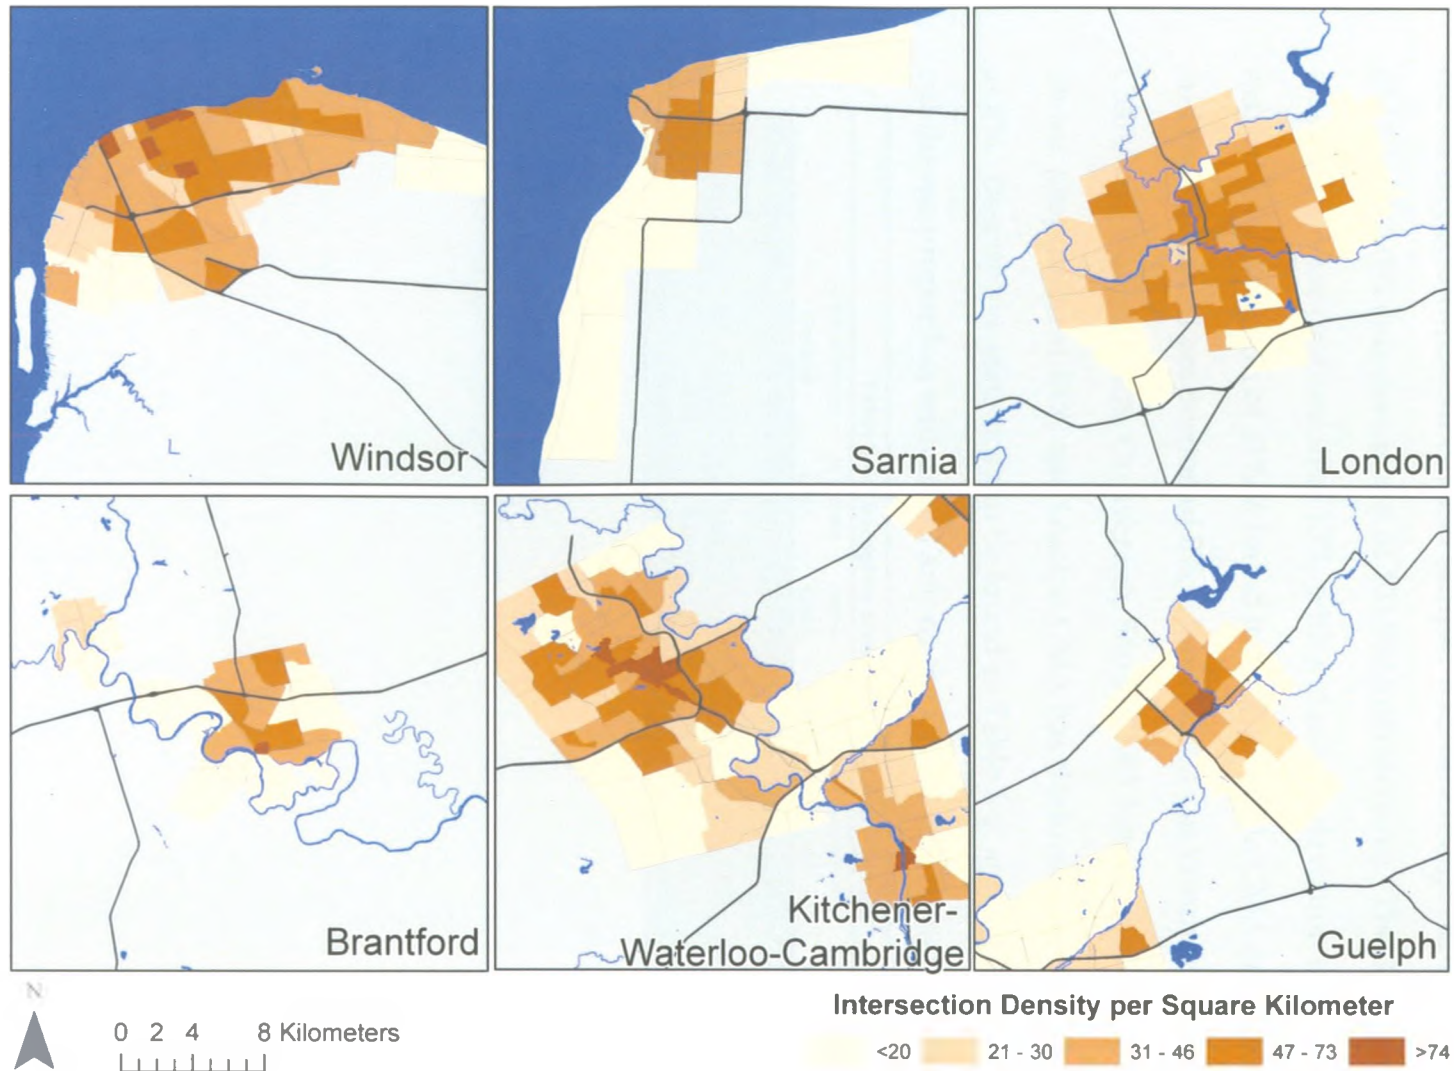 Windsor
Sarnia
London
Brantford
Kitchener-
Waterloo-Cambridge
Guelph
N
0 2 4 8 Kilometers
Intersection Density per Square Kilometer
<20 21 - 30 31 - 46 47 - 73 >74